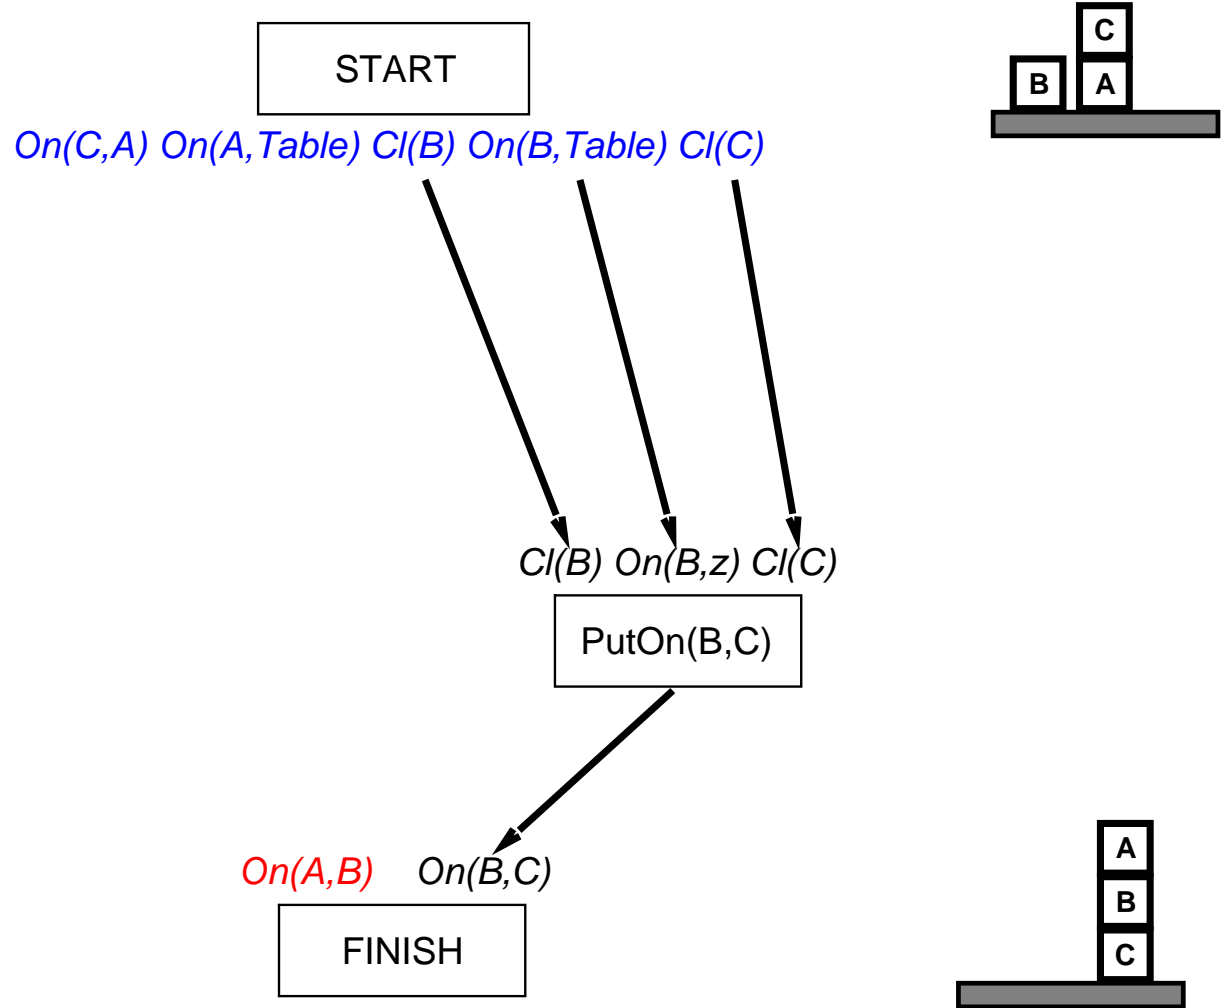 START
On(C,A) On(A,Table) Cl(B) On(B,Table) Cl(C)
C
B A
Cl(B) On(B,z) Cl(C)
PutOn(B,C)
On(A,B) On(B,C)
FINISH
A
B
C